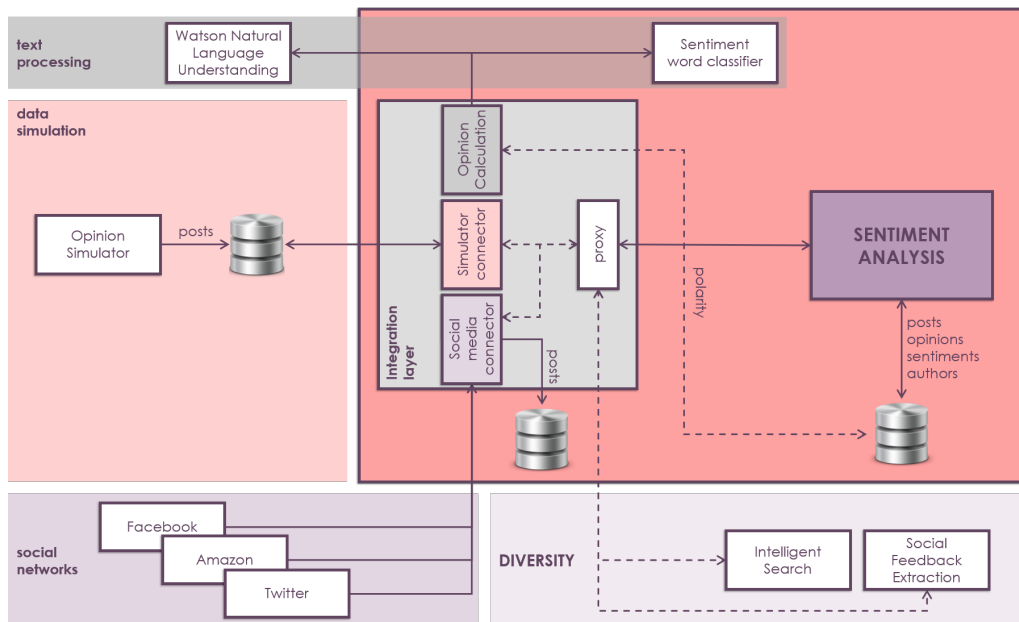 text
processing
Watson Natural
Language
Understanding
Sentiment
word classifier
data
simulation
Opinion
Simulator
posts
Opinion
Calculation
Simulator
connector
Social
media
connector
Integration
layer
proxy
posts
polarity
SENTIMENT
ANALYSIS
posts
opinions
sentiments
authors
social
networks
Facebook
Amazon
Twitter
DIVERSITY
Intelligent
Search
Social
Feedback
Extraction